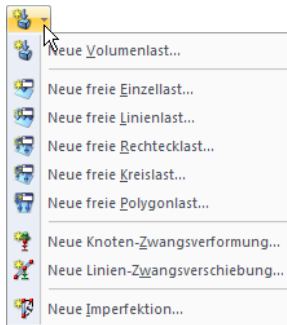 Neue Volumenlast...
Neue freie Einzellast...
Neue freie Linienlast...
Neue freie Rechtecklast...
Neue freie Kreislast...
Neue freie Polygonlast...
Neue Knoten-Zwangsverformung...
Neue Linien-Zwangsverschiebung...
Neue Imperfektion...